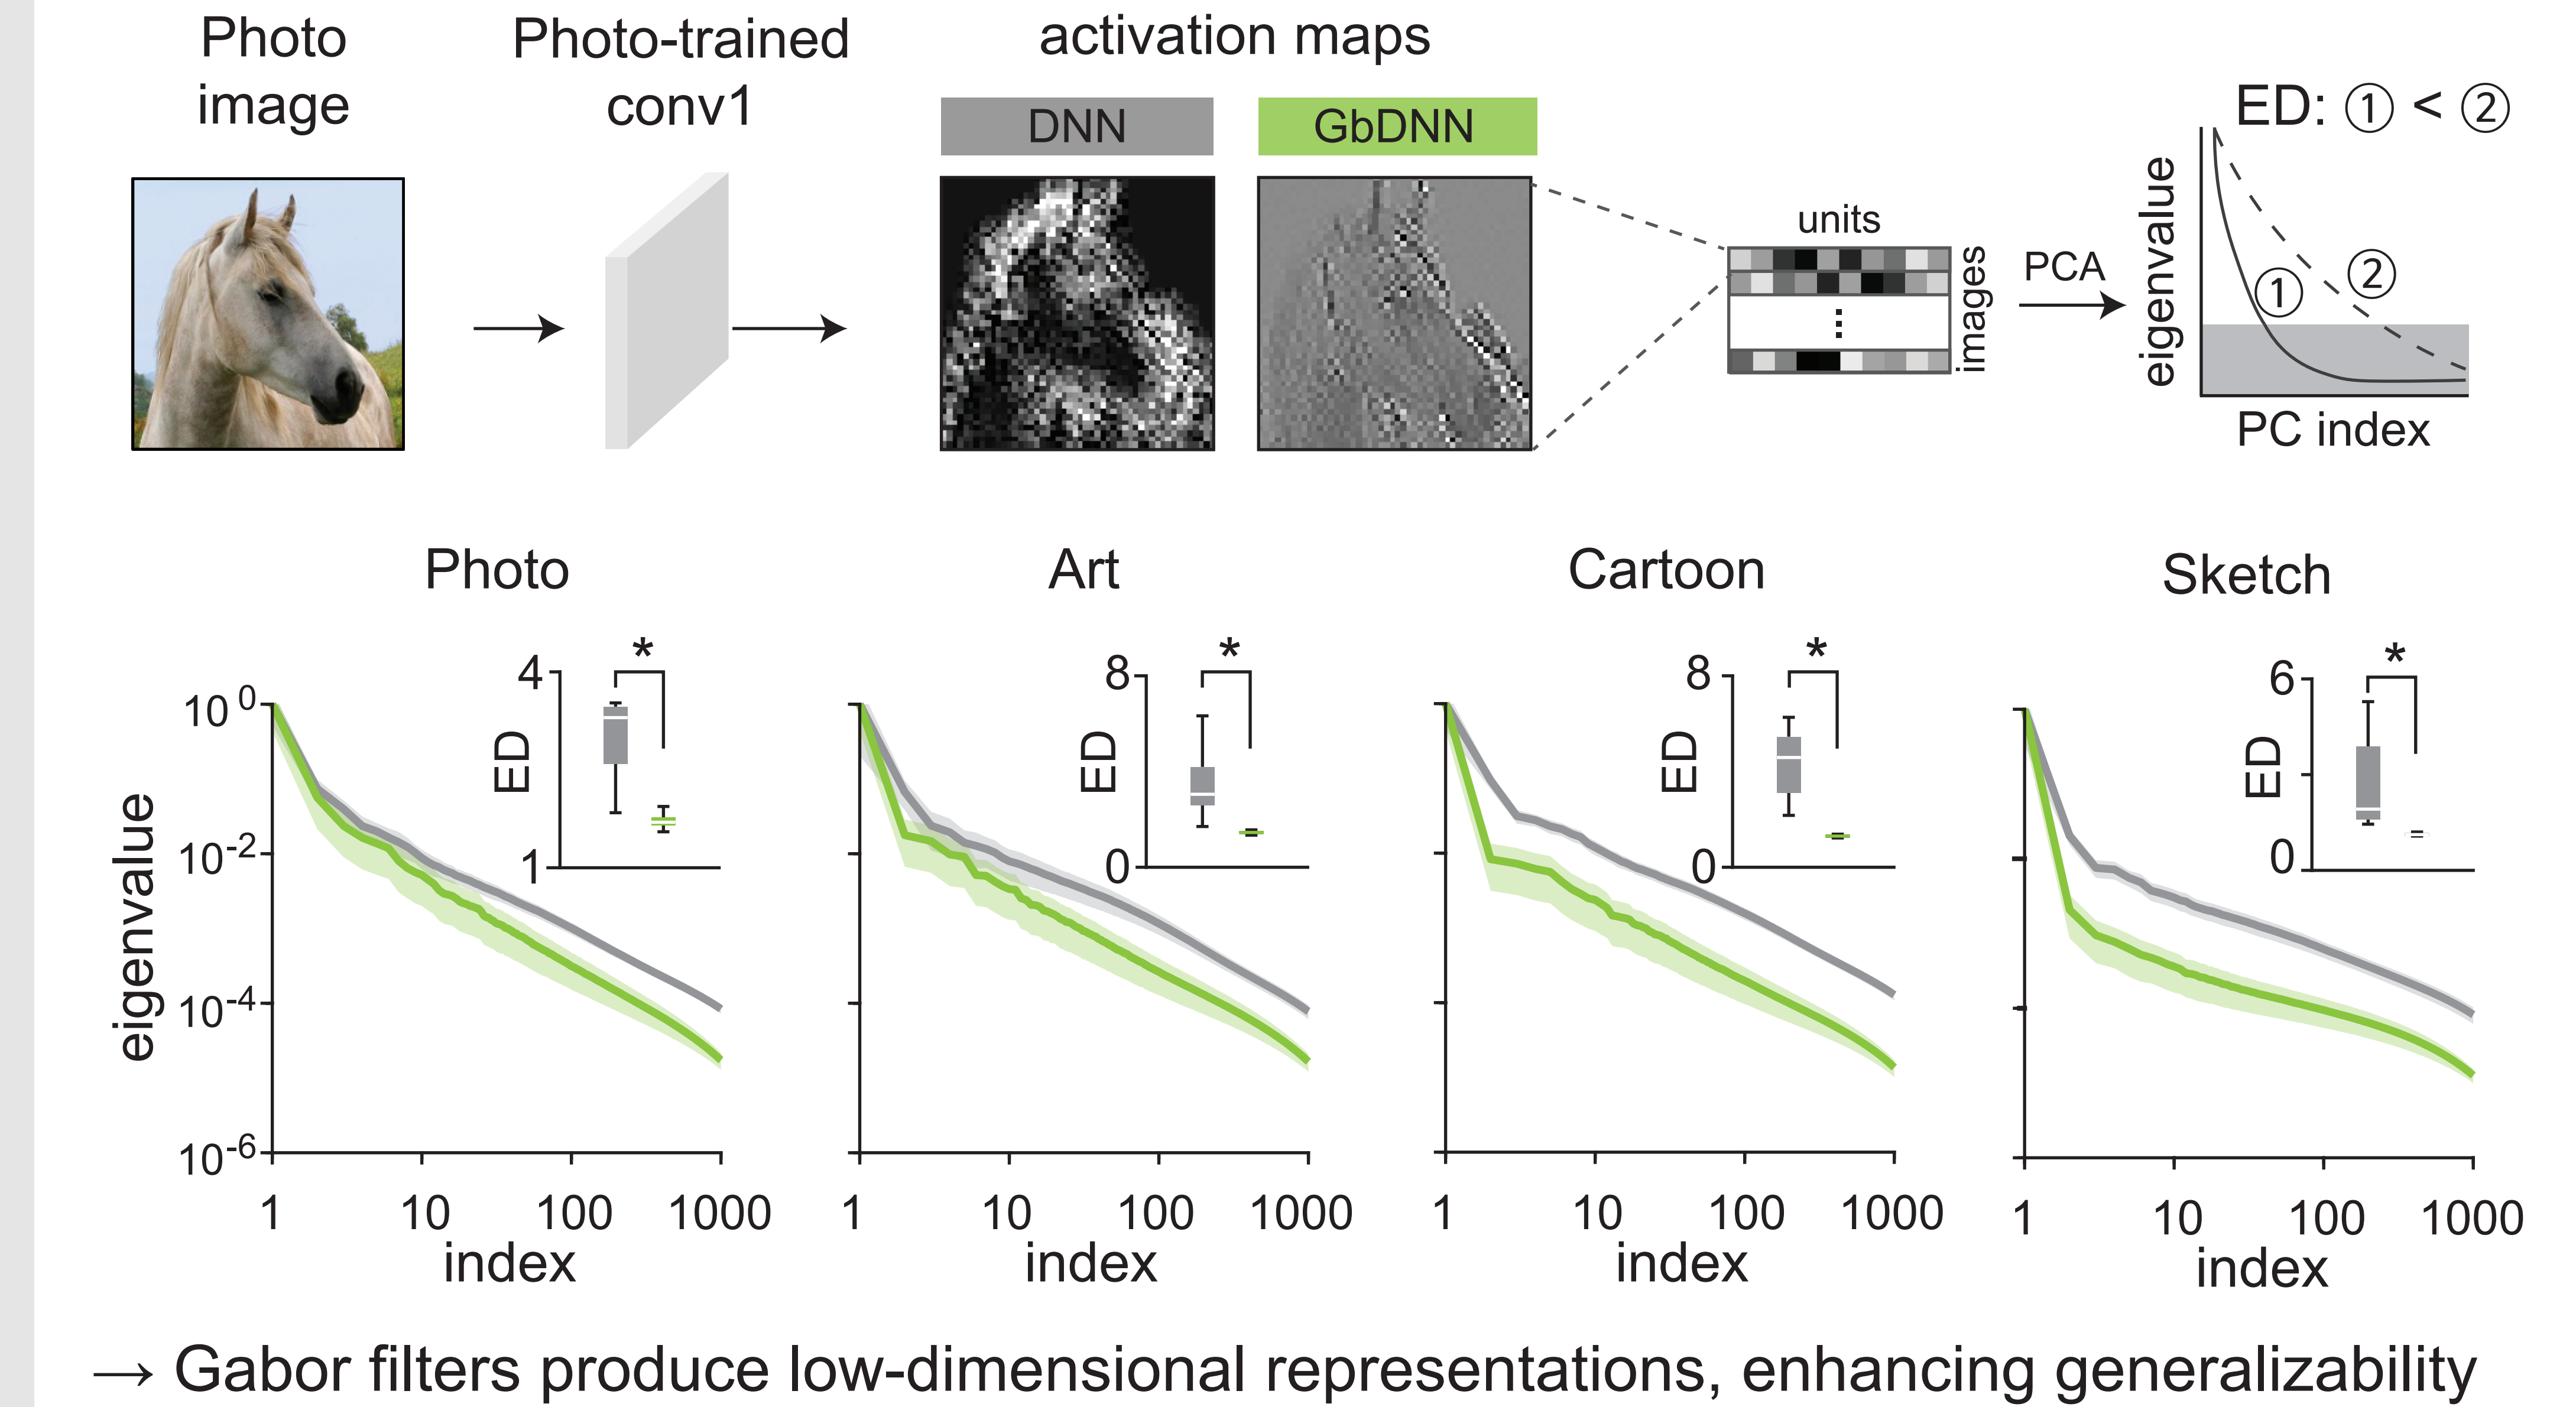 Photo
image
Photo-trained
conv1
activation maps
DNN
GbDNN
units
images
PCA
ED: ① < ②
eigenvalue
①
②
PC index
Photo
Art
Cartoon
Sketch
eigenvalue
10^0
10^-2
10^-4
10^-6
1 10 100 1000
index
ED
4
1
*
1 10 100 1000
index
ED
8
0
*
1 10 100 1000
index
ED
8
0
*
1 10 100 1000
index
ED
6
0
*
→ Gabor filters produce low-dimensional representations, enhancing generalizability